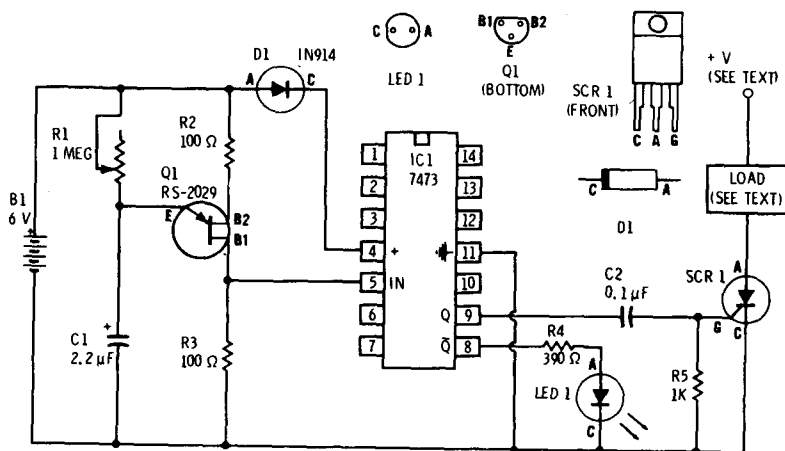 D1 IN914
A C
C A
LED 1
B1 B2
E
Q1
(BOTTOM)
SCR 1
(FRONT)
C A G
+ V
(SEE TEXT)
R1
1 MEG
R2
100 Ω
Q1
RS-2029
E
B2
B1
B1
6 V
+
IC1
7473
1
2
3
4
5
6
7
14
13
12
11
10
9
8
+
IN
Q
Q̅
C A
D1
LOAD
(SEE TEXT)
A
SCR 1
G
C
C2
0.1 µF
+
C1
2.2 µF
R3
100 Ω
R4
390 Ω
A
LED 1
C
R5
1K